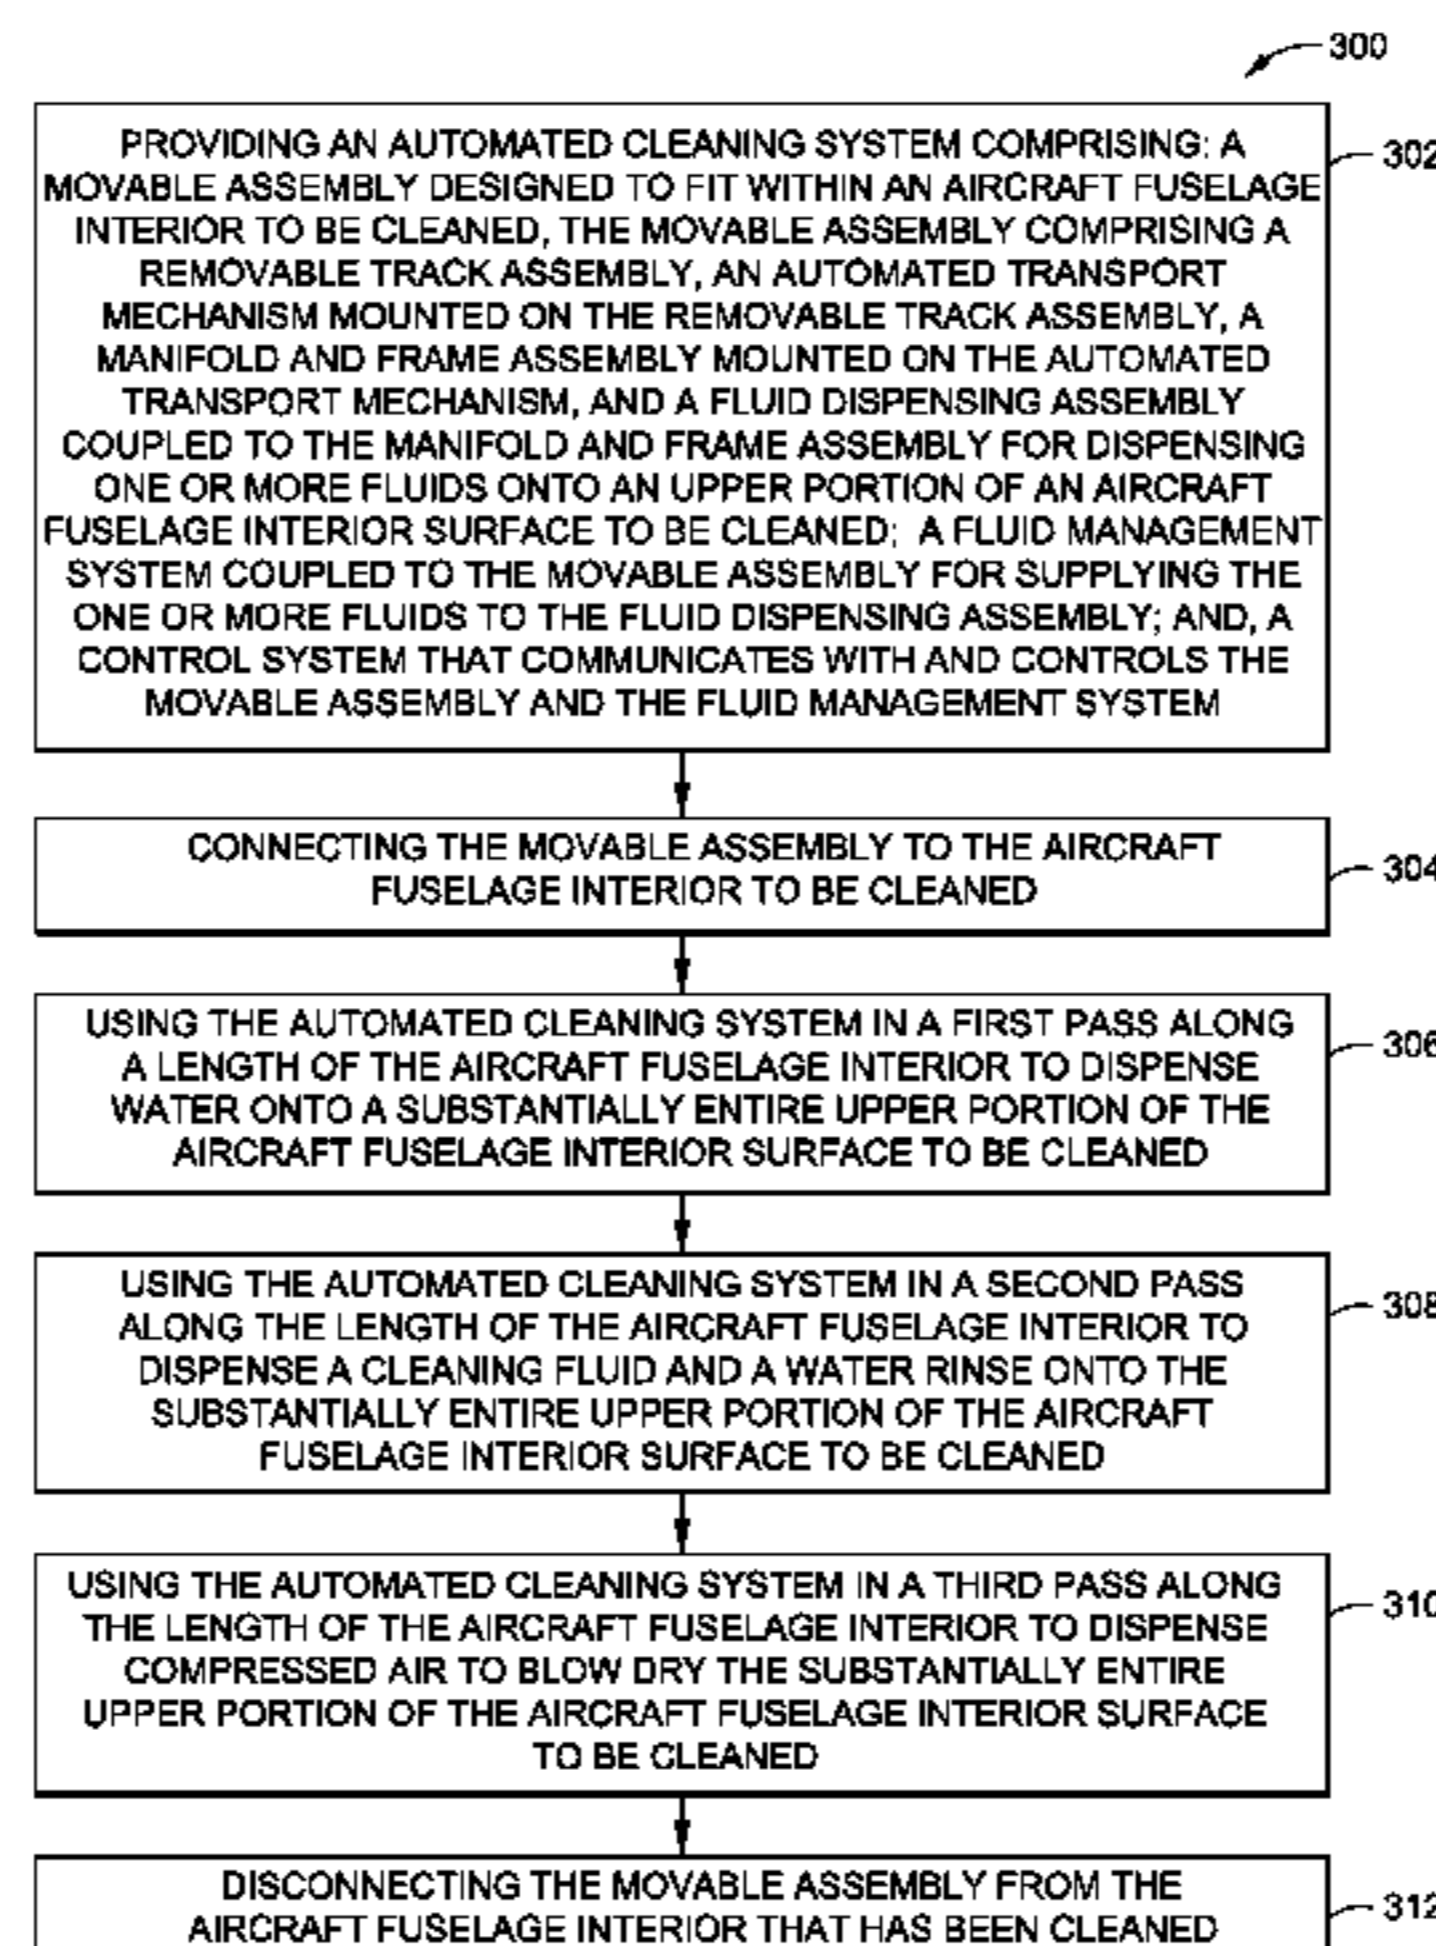 300
PROVIDING AN AUTOMATED CLEANING SYSTEM COMPRISING: A
302
MOVABLE ASSEMBLY DESIGNED TO FIT WITHIN AN AIRCRAFT FUSELAGE
INTERIOR TO BE CLEANED, THE MOVABLE ASSEMBLY COMPRISING A
REMOVABLE TRACK ASSEMBLY, AN AUTOMATED TRANSPORT
MECHANISM MOUNTED ON THE REMOVABLE TRACK ASSEMBLY, A
MANIFOLD AND FRAME ASSEMBLY MOUNTED ON THE AUTOMATED
TRANSPORT MECHANISM, AND A FLUID DISPENSING ASSEMBLY
COUPLED TO THE MANIFOLD AND FRAME ASSEMBLY FOR DISPENSING
ONE OR MORE FLUIDS ONTO AN UPPER PORTION OF AN AIRCRAFT
FUSELAGE INTERIOR SURFACE TO BE CLEANED; A FLUID MANAGEMENT
SYSTEM COUPLED TO THE MOVABLE ASSEMBLY FOR SUPPLYING THE
ONE OR MORE FLUIDS TO THE FLUID DISPENSING ASSEMBLY; AND, A
CONTROL SYSTEM THAT COMMUNICATES WITH AND CONTROLS THE
MOVABLE ASSEMBLY AND THE FLUID MANAGEMENT SYSTEM
CONNECTING THE MOVABLE ASSEMBLY TO THE AIRCRAFT
304
FUSELAGE INTERIOR TO BE CLEANED
USING THE AUTOMATED CLEANING SYSTEM IN A FIRST PASS ALONG
306
A LENGTH OF THE AIRCRAFT FUSELAGE INTERIOR TO DISPENSE
WATER ONTO A SUBSTANTIALLY ENTIRE UPPER PORTION OF THE
AIRCRAFT FUSELAGE INTERIOR SURFACE TO BE CLEANED
USING THE AUTOMATED CLEANING SYSTEM IN A SECOND PASS
308
ALONG THE LENGTH OF THE AIRCRAFT FUSELAGE INTERIOR TO
DISPENSE A CLEANING FLUID AND A WATER RINSE ONTO THE
SUBSTANTIALLY ENTIRE UPPER PORTION OF THE AIRCRAFT
FUSELAGE INTERIOR SURFACE TO BE CLEANED
USING THE AUTOMATED CLEANING SYSTEM IN A THIRD PASS ALONG
310
THE LENGTH OF THE AIRCRAFT FUSELAGE INTERIOR TO DISPENSE
COMPRESSED AIR TO BLOW DRY THE SUBSTANTIALLY ENTIRE
UPPER PORTION OF THE AIRCRAFT FUSELAGE INTERIOR SURFACE
TO BE CLEANED
DISCONNECTING THE MOVABLE ASSEMBLY FROM THE
312
AIRCRAFT FUSELAGE INTERIOR THAT HAS BEEN CLEANED